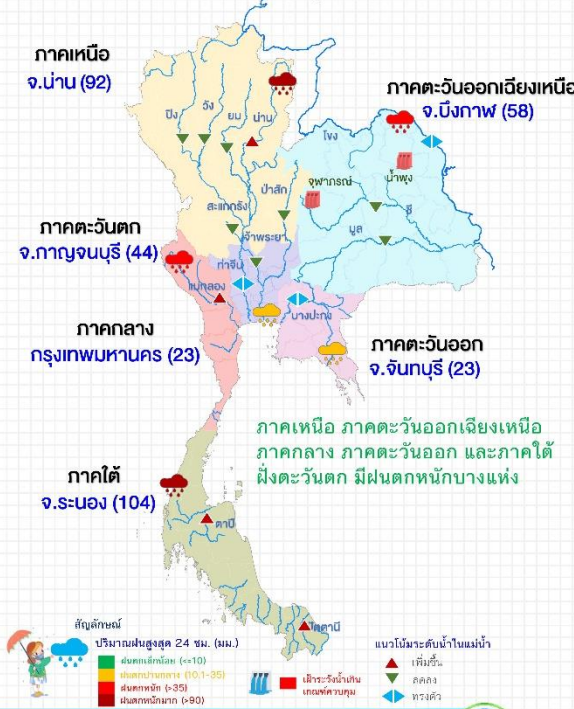 ภาคเหนือ
จ.น่าน (92)
ภาคตะวันออกเฉียงเหนือ
จ.บึงกาฬ (58)
ปิง
วัง
ยม
น่าน
โขง
จุฬาภรณ์
น้ำพุง
ป่าสัก
สะแกกรัง
เจ้าพระยา
ชี
มูล
ภาคตะวันตก
จ.กาญจนบุรี (44)
ท่าจีน
แม่กลอง
บางปะกง
ภาคกลาง
กรุงเทพมหานคร (23)
ภาคตะวันออก
จ.จันทบุรี (23)
ภาคเหนือ ภาคตะวันออกเฉียงเหนือ
ภาคกลาง ภาคตะวันออก และภาคใต้
ฝั่งตะวันตก มีฝนตกหนักบางแห่ง
ภาคใต้
จ.ระนอง (104)
ตาปี
ปัตตานี
สัญลักษณ์
ปริมาณฝนสูงสุด 24 ชม. (มม.)
ฝนตกเล็กน้อย (<=10)
ฝนตกปานกลาง (10.1-35)
ฝนตกหนัก (>35)
ฝนตกหนักมาก (>90)
เฝ้าระวังน้ำเกิน
เกณฑ์ควบคุม
แนวโน้มระดับน้ำในแม่น้ำ
เพิ่มขึ้น
ลดลง
ทรงตัว